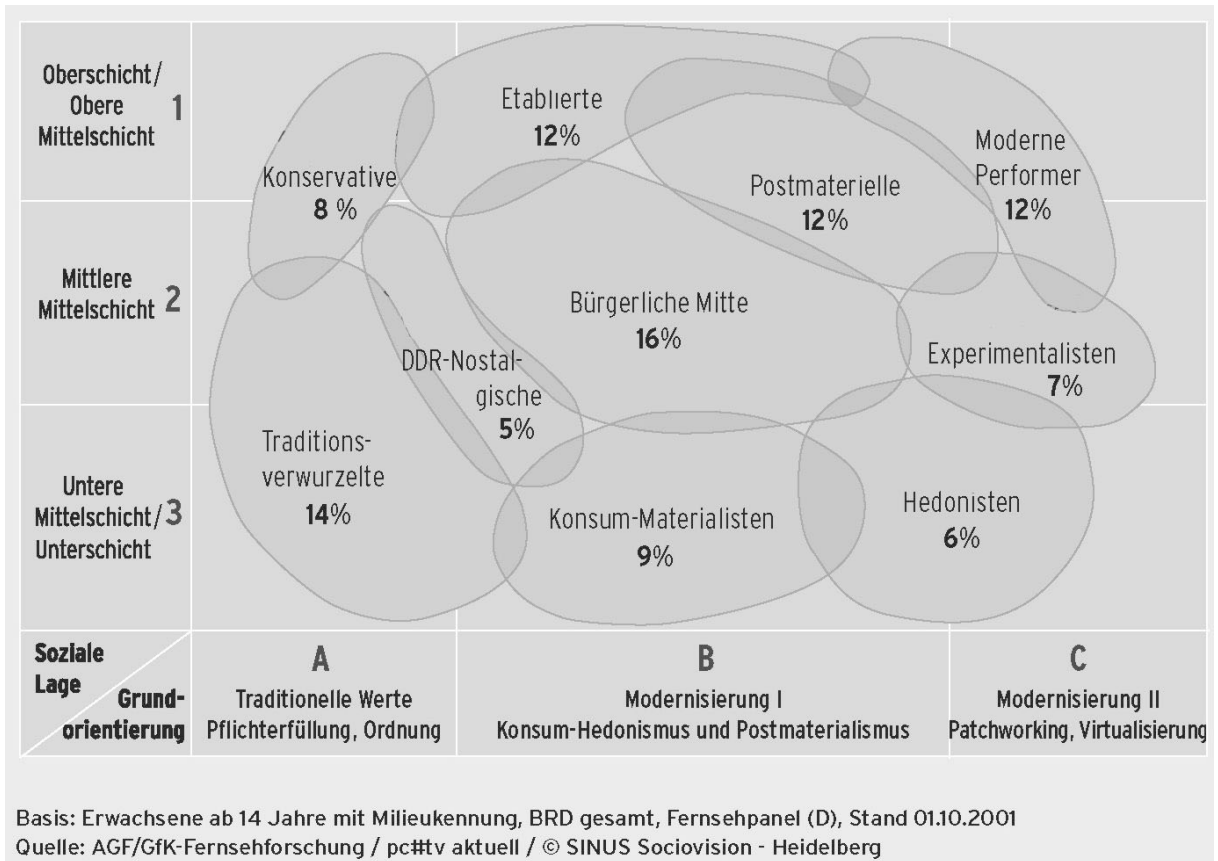 Oberschicht/
Obere
Mittelschicht
1
Konservative
8 %
Etablierte
12%
Postmaterielle
12%
Moderne
Performer
12%
Mittlere
Mittelschicht
2
DDR-Nostal-
gische
5%
Bürgerliche Mitte
16%
Experimentalisten
7%
Untere
Mittelschicht/
Unterschicht
3
Traditions-
verwurzelte
14%
Konsum-Materialisten
9%
Hedonisten
6%
Soziale
Lage
Grund-
orientierung
A
Traditionelle Werte
Pflichterfüllung, Ordnung
B
Modernisierung I
Konsum-Hedonismus und Postmaterialismus
C
Modernisierung II
Patchworking, Virtualisierung
Basis: Erwachsene ab 14 Jahre mit Milieukennung, BRD gesamt, Fernsehpanel (D), Stand 01.10.2001
Quelle: AGF/GfK-Fernsehforschung / pc#tv aktuell / © SINUS Sociovision - Heidelberg